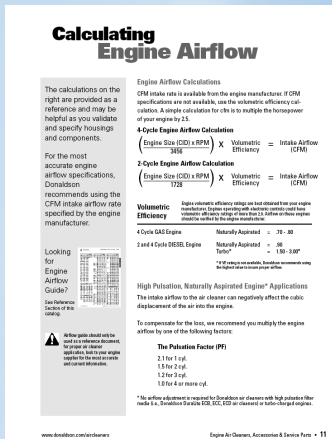 Calculating
Engine Airflow
The calculations on the
right are provided as a
reference and may be
helpful as you validate
and specify housings
and components.
For the most
accurate engine
airflow specifications,
Donaldson
recommends using the
CFM intake airflow rate
specified by the engine
manufacturer.
Looking
for
Engine
Airflow
Guide?
See Reference
Section of this
catalog.
Airflow guide should only be
used as a reference document,
for proper air cleaner
application, look to your engine
supplier for the most accurate
and current information.
Engine Airflow Calculations
CFM intake rate is available from the engine manufacturer. If CFM
specifications are not available, use the volumetric efficiency cal-
culation. A simple calculation for cfm is to multiply the horsepower
of your engine by 2.5.
4-Cycle Engine Airflow Calculation
( Engine Size (CID) x RPM / 3456 ) X Volumetric Efficiency = Intake Airflow (CFM)
2-Cycle Engine Airflow Calculation
( Engine Size (CID) x RPM / 1728 ) X Volumetric Efficiency = Intake Airflow (CFM)
Volumetric
Efficiency
Engine volumetric efficiency ratings are best obtained from your engine
manufacturer. Engines operating with electronic controls could have
volumetric efficiency ratings of more than 2.0. Airflow on these engines
should be verified by the engine manufacturer.
4 Cycle GAS Engine Naturally Aspirated = .70 - .80
2 and 4 Cycle DIESEL Engine Naturally Aspirated = .90
Turbo* = 1.50 - 3.00*
* If VE rating is not available, Donaldson recommends using
the highest value to insure proper airflow.
High Pulsation, Naturally Aspirated Engine* Applications
The intake airflow to the air cleaner can negatively affect the cubic
displacement of the air into the engine.
To compensate for the loss, we recommend you multiply the engine
airflow by one of the following factors:
The Pulsation Factor (PF)
2.1 for 1 cyl.
1.5 for 2 cyl.
1.2 for 3 cyl.
1.0 for 4 or more cyl.
* No airflow adjustment is required for Donaldson air cleaners with high pulsation filter
media (i.e., Donaldson DuraLite ECB, ECC, ECD air cleaners) or turbo-charged engines.
www.donaldson.com/aircleaners
Engine Air Cleaners, Accessories & Service Parts • 11